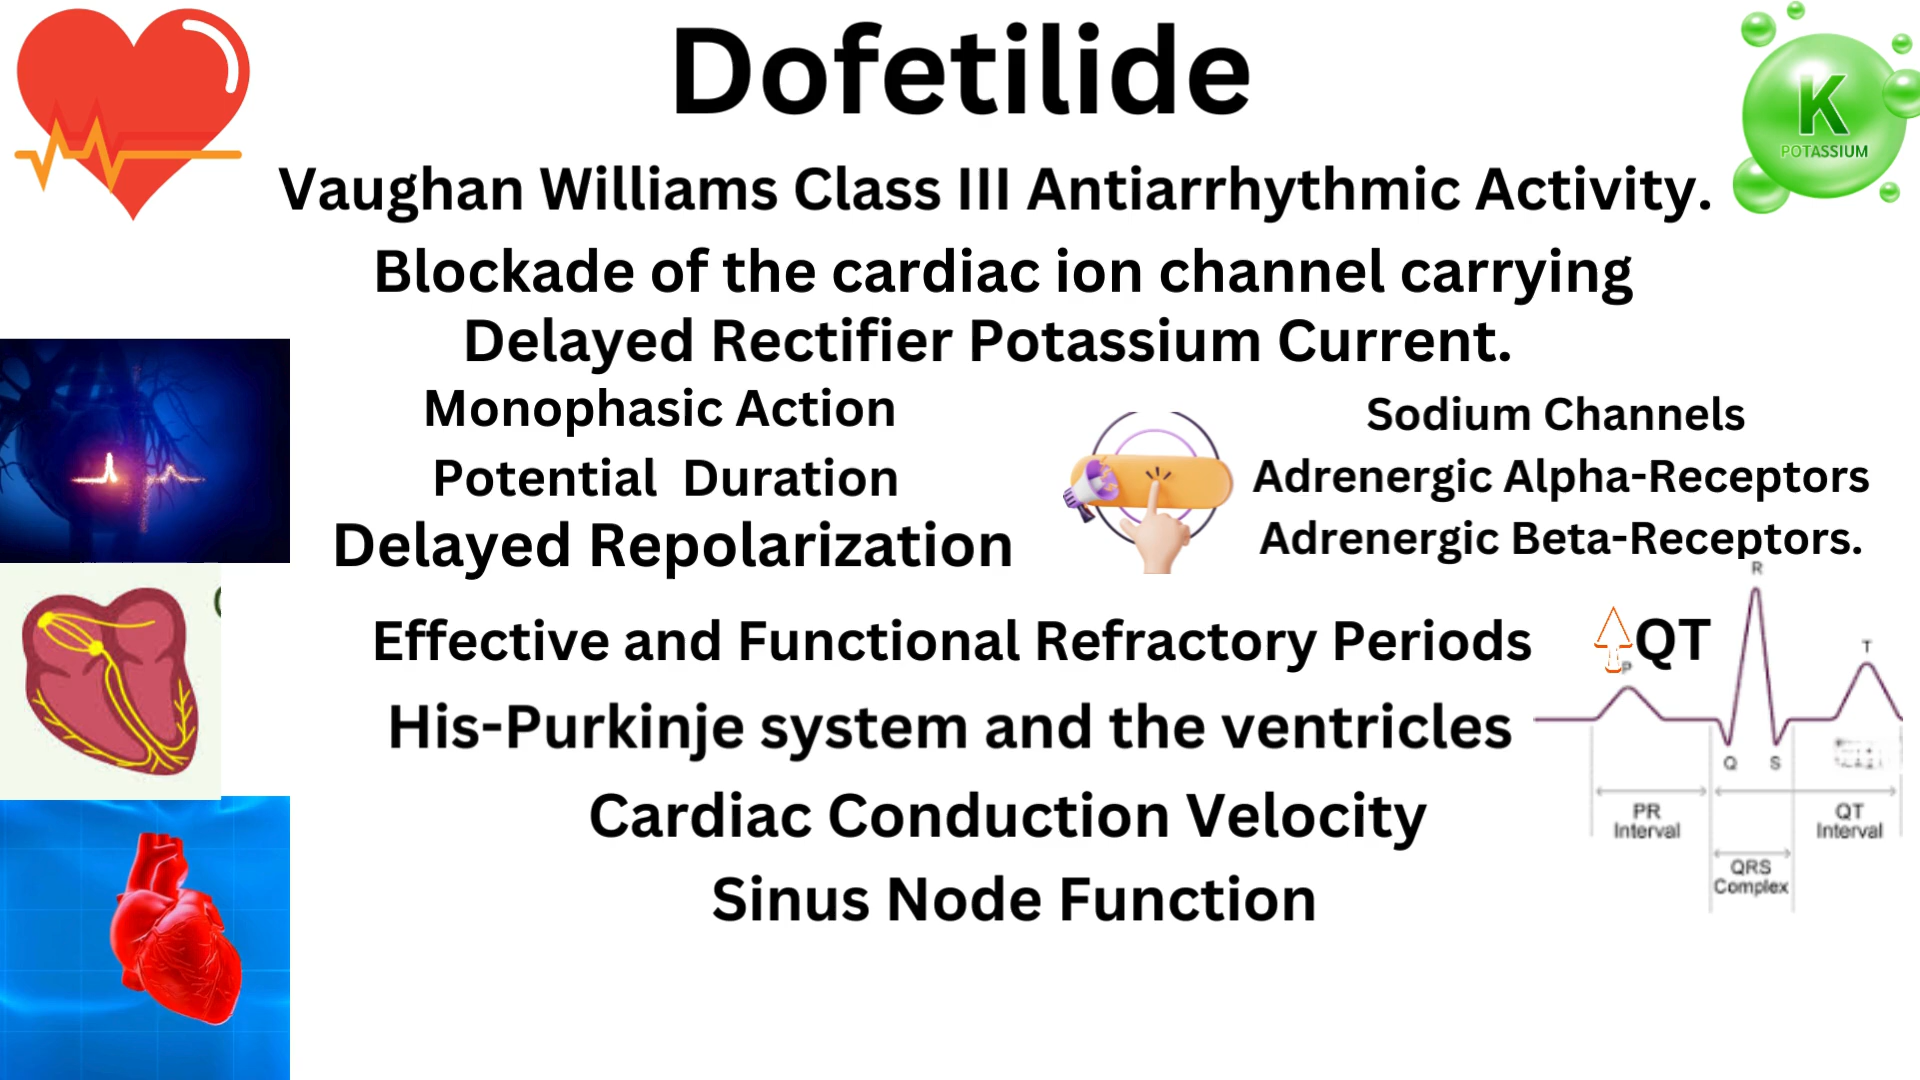 Dofetilide
K
POTASSIUM
Vaughan Williams Class III Antiarrhythmic Activity.
Blockade of the cardiac ion channel carrying
Delayed Rectifier Potassium Current.
Monophasic Action
Potential Duration
Delayed Repolarization
Sodium Channels
Adrenergic Alpha-Receptors
Adrenergic Beta-Receptors.
Effective and Functional Refractory Periods
QT
His-Purkinje system and the ventricles
Cardiac Conduction Velocity
Sinus Node Function
R
P
T
Q S
PR
Interval
QT
Interval
QRS
Complex